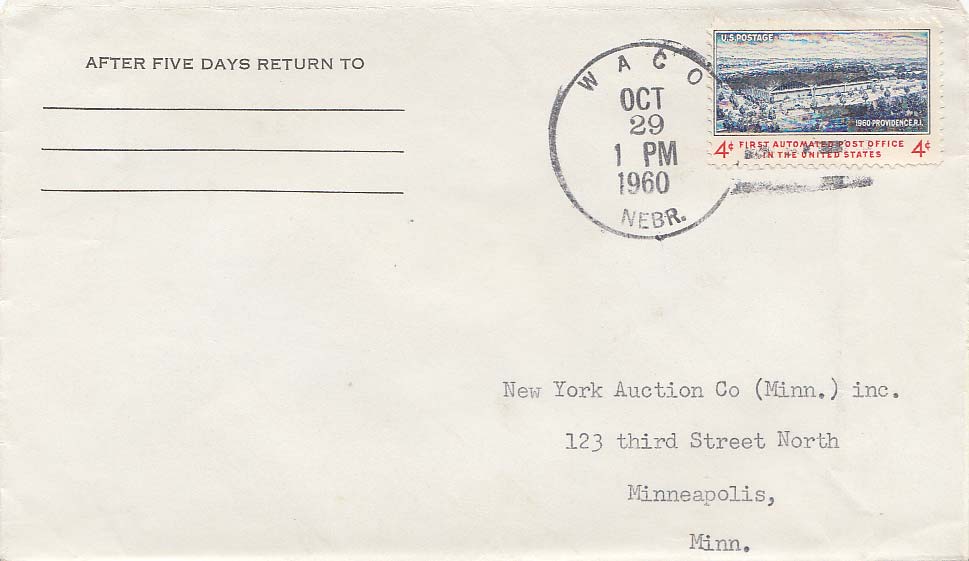 AFTER FIVE DAYS RETURN TO
WACO
OCT
29
1 PM
1960
NEBR.
U.S. POSTAGE
1960-PROVIDENCE, R.I.
4¢ FIRST AUTOMATED POST OFFICE 4¢
IN THE UNITED STATES
New York Auction Co (Minn.) inc.
123 third Street North
Minneapolis,
Minn.